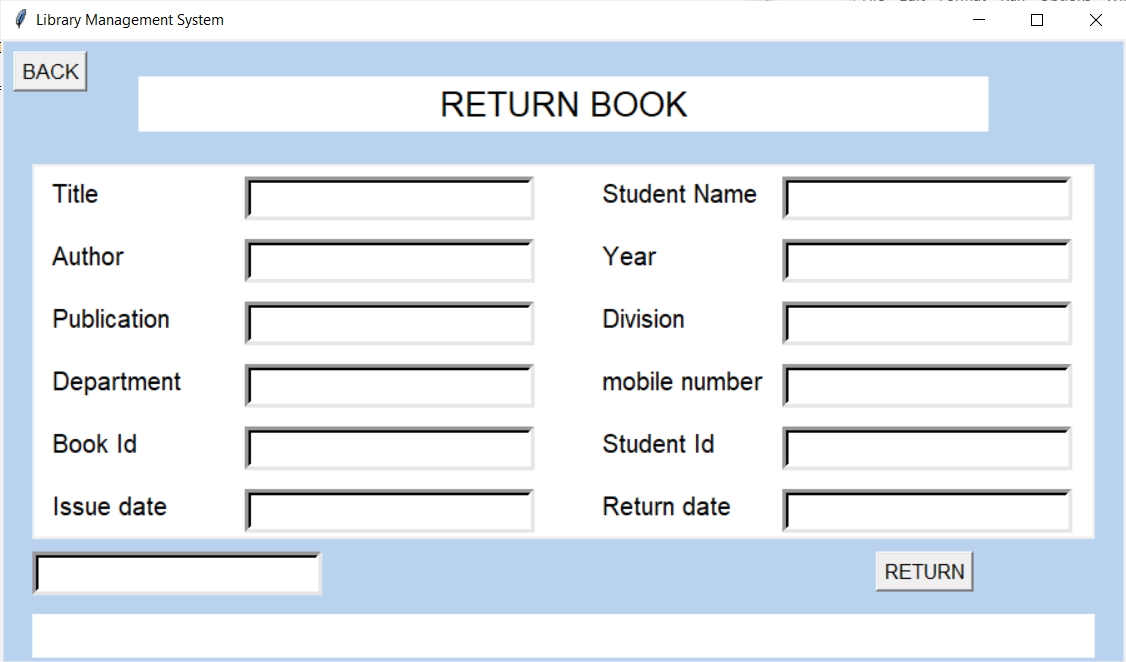 Library Management System
BACK
RETURN BOOK
Title
Student Name
Author
Year
Publication
Division
Department
mobile number
Book Id
Student Id
Issue date
Return date
RETURN